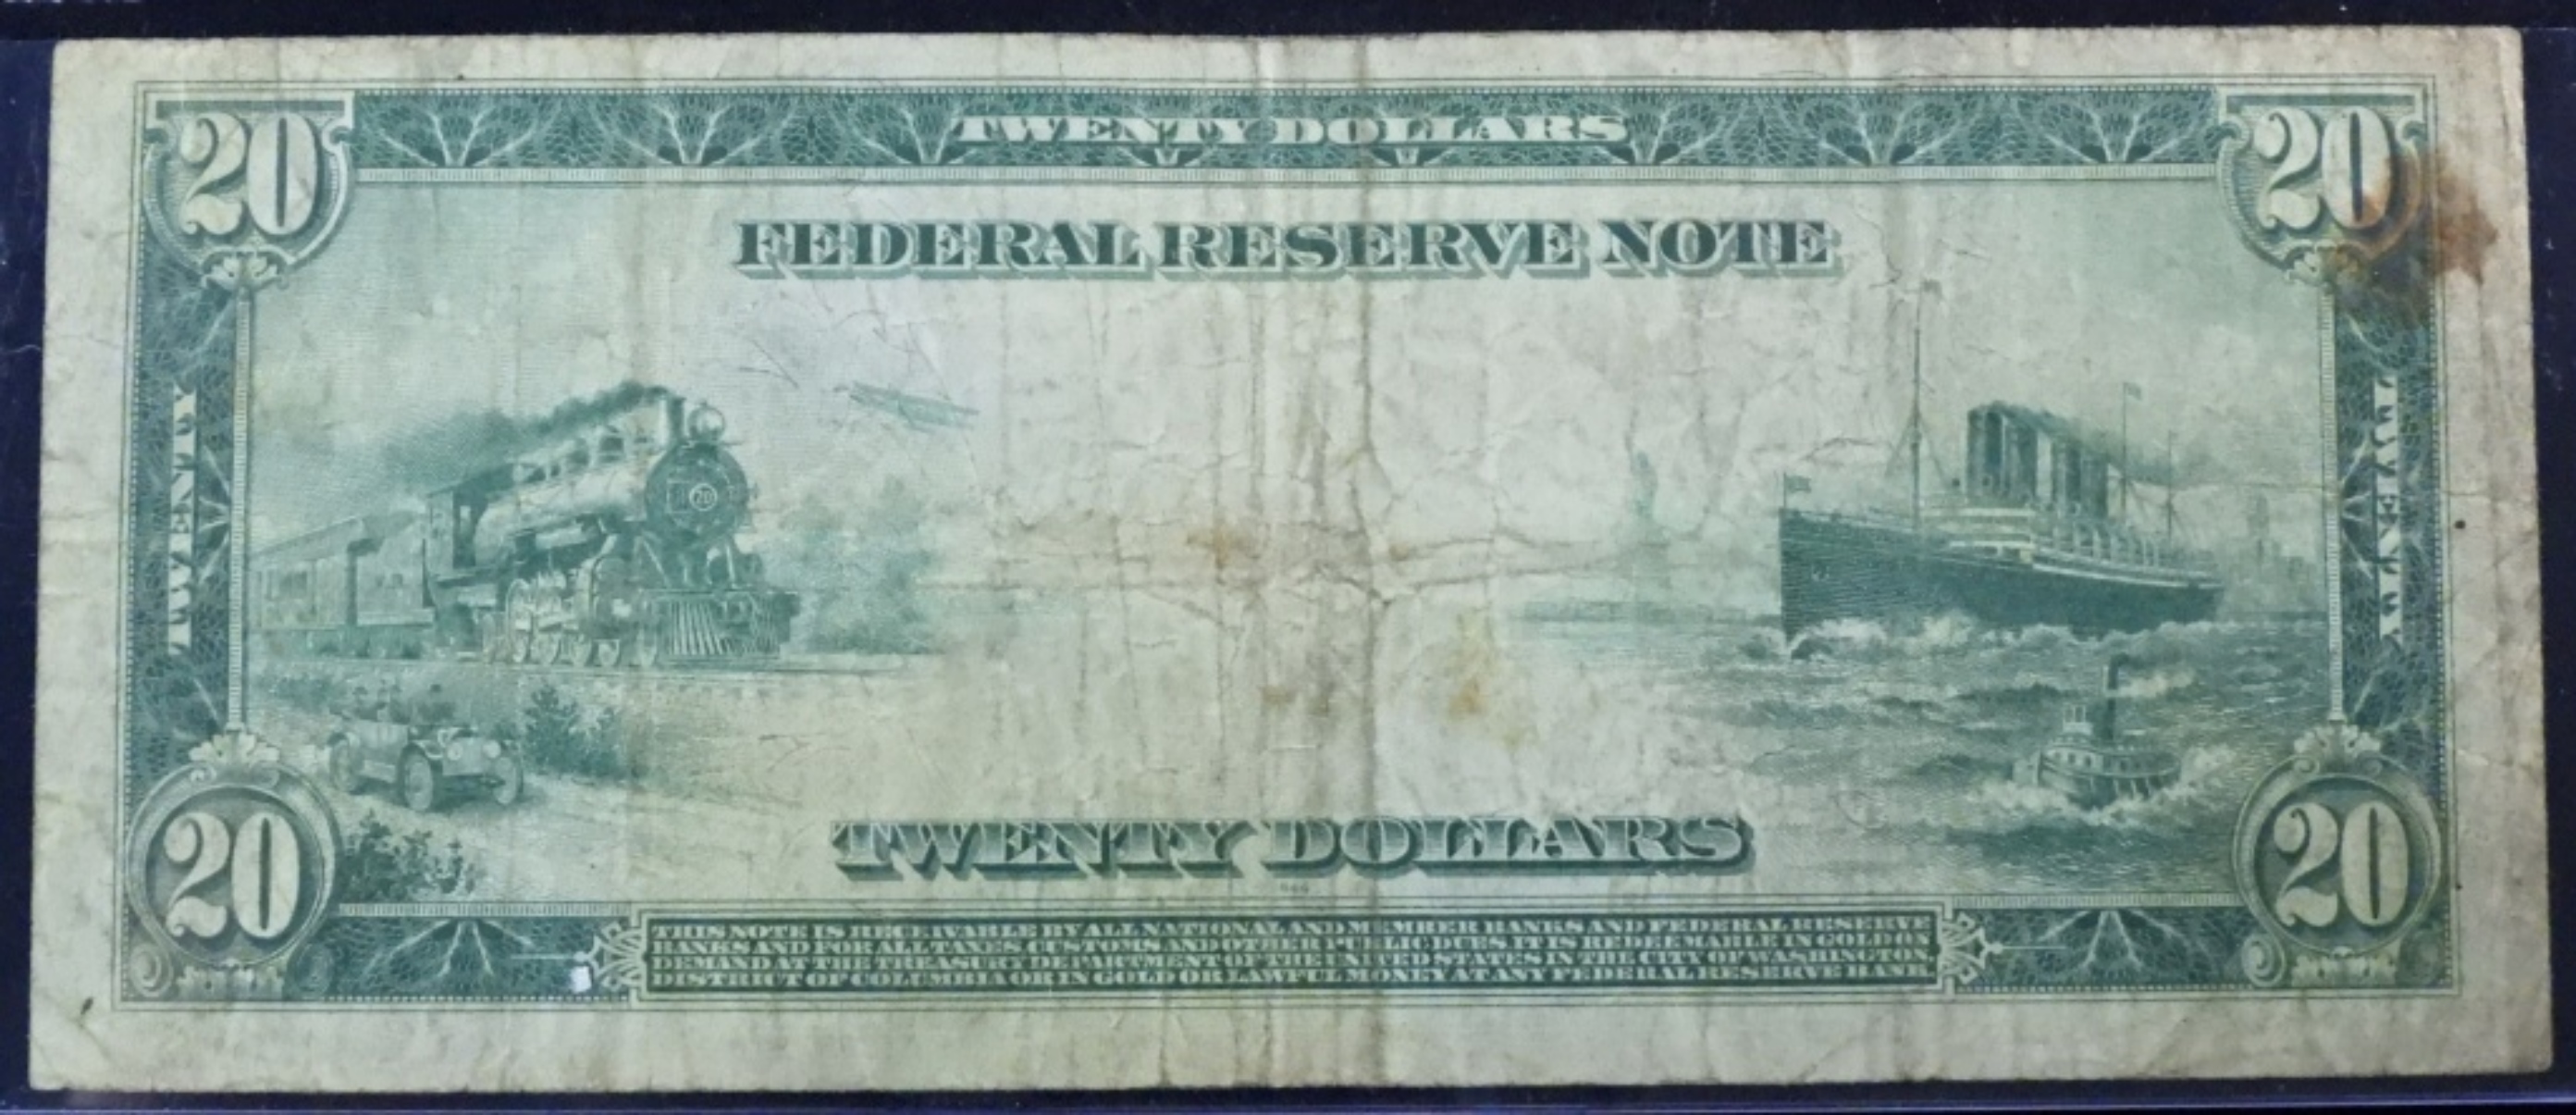 20 TWENTY DOLLARS 20
FEDERAL RESERVE NOTE
TWENTY
TWENTY
20
TWENTY DOLLARS
20
20
THIS NOTE IS RECEIVABLE BY ALL NATIONAL AND MEMBER BANKS AND FEDERAL RESERVE
BANKS AND FOR ALL TAXES, CUSTOMS AND OTHER PUBLIC DUES. IT IS REDEEMABLE IN GOLD ON
DEMAND AT THE TREASURY DEPARTMENT OF THE UNITED STATES IN THE CITY OF WASHINGTON,
DISTRICT OF COLUMBIA OR IN GOLD OR LAWFUL MONEY AT ANY FEDERAL RESERVE BANK.